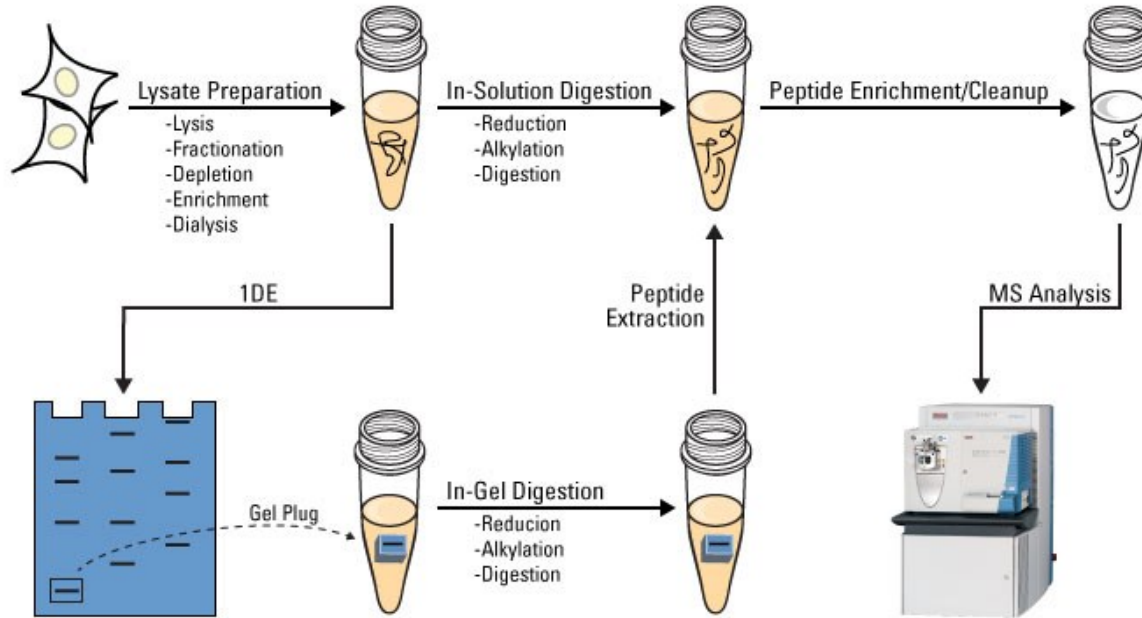 Lysate Preparation
-Lysis
-Fractionation
-Depletion
-Enrichment
-Dialysis
In-Solution Digestion
-Reduction
-Alkylation
-Digestion
Peptide Enrichment/Cleanup
1DE
Peptide
Extraction
MS Analysis
Gel Plug
In-Gel Digestion
-Reducion
-Alkylation
-Digestion